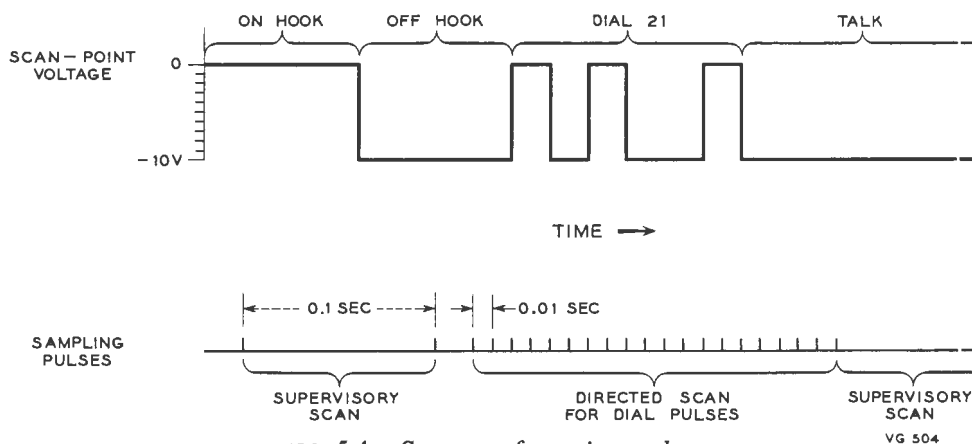 ON HOOK OFF HOOK DIAL 21 TALK
SCAN-POINT
VOLTAGE
0
-10V
TIME
0.1 SEC 0.01 SEC
SAMPLING
PULSES
SUPERVISORY
SCAN
DIRECTED SCAN
FOR DIAL PULSES
SUPERVISORY
SCAN
VG 504